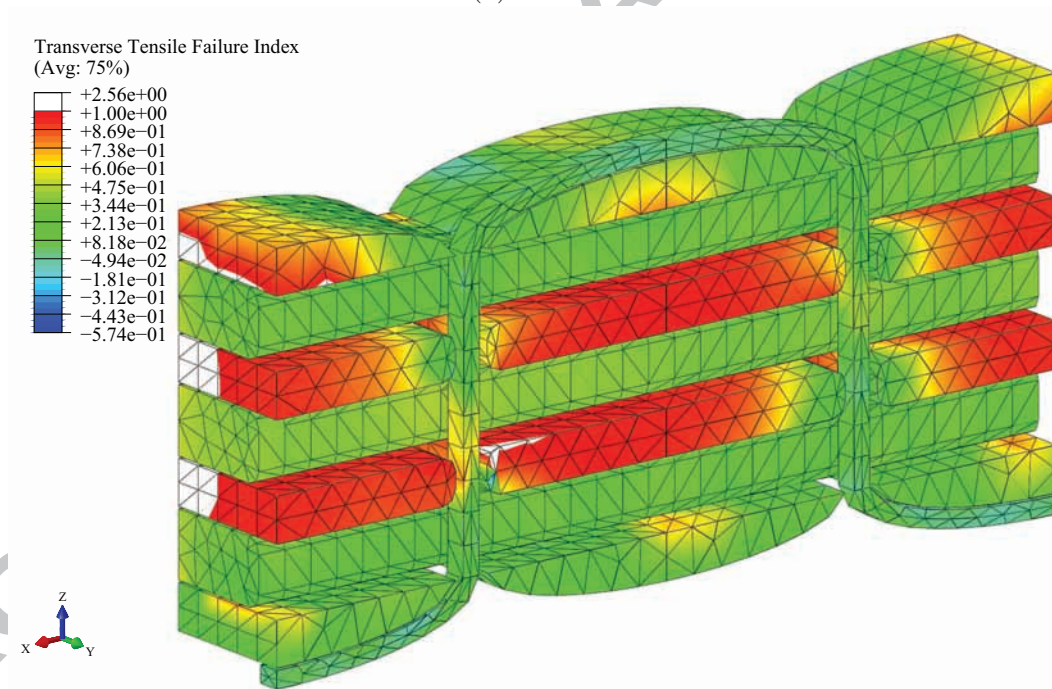 Transverse Tensile Failure Index
(Avg: 75%)
+2.56e+00
+1.00e+00
+8.69e−01
+7.38e−01
+6.06e−01
+4.75e−01
+3.44e−01
+2.13e−01
+8.18e−02
−4.94e−02
−1.81e−01
−3.12e−01
−4.43e−01
−5.74e−01
Z
X
Y